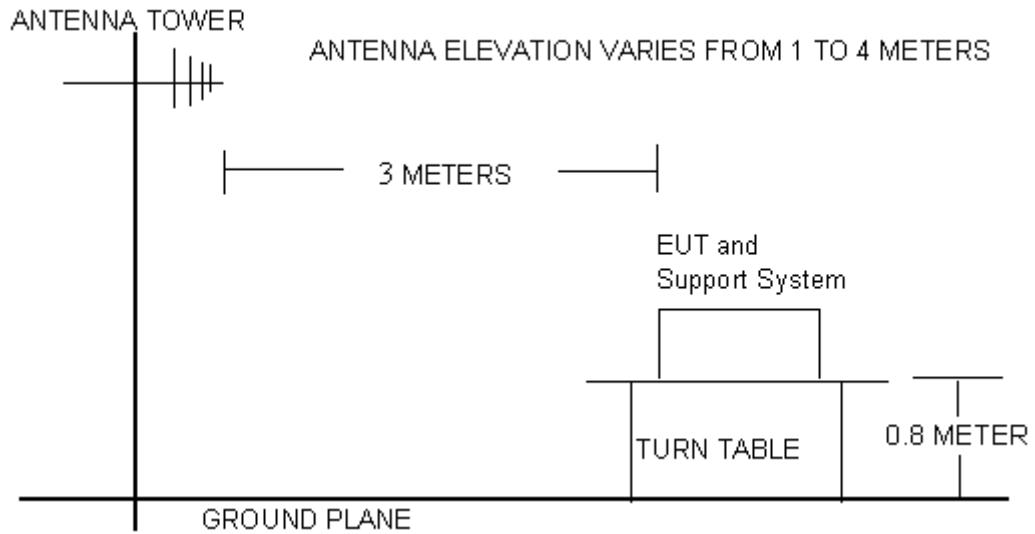 ANTENNA TOWER
ANTENNA ELEVATION VARIES FROM 1 TO 4 METERS
3 METERS
EUT and
Support System
0.8 METER
TURN TABLE
GROUND PLANE